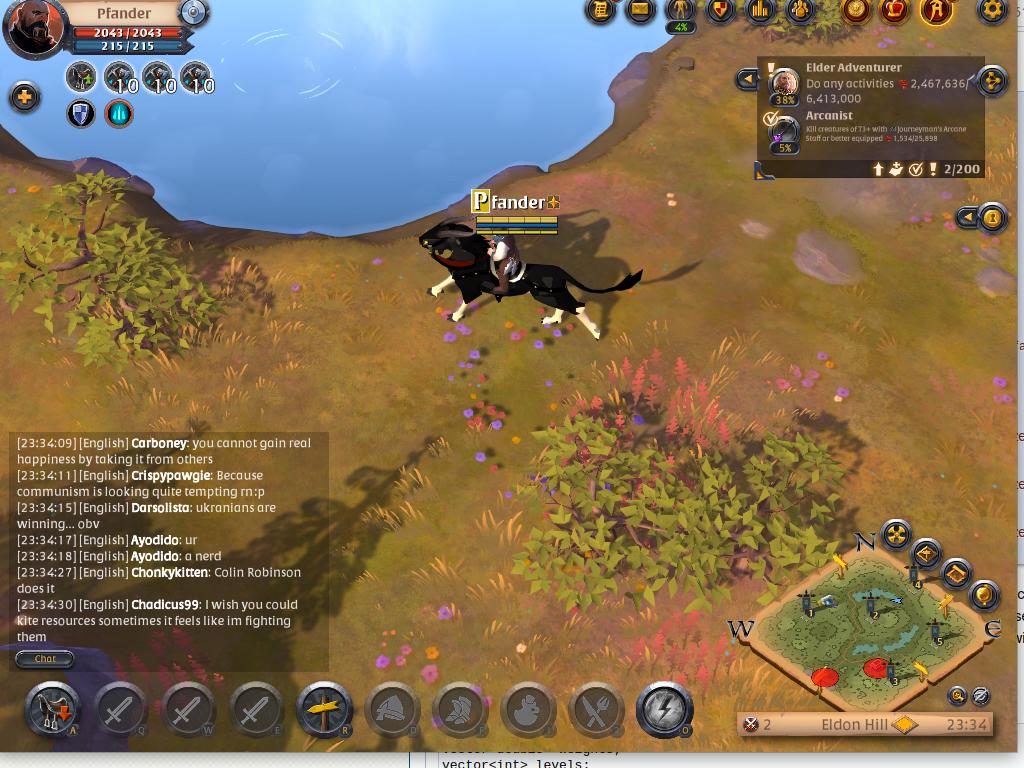 Pfander
2043/2043
215/215
10 10 10
4%
Elder Adventurer
Do any activities 2,467,636/
6,413,000
38%
Arcanist
Kill creatures of T3+ with Journeyman's Arcane
Staff or better equipped 1,534/25,898
5%
2/200
1
Pfander
[23:34:09] [English] Carboney: you cannot gain real
happiness by taking it from others
[23:34:11] [English] Crispypawgie: Because
communism is looking quite tempting rn:p
[23:34:15] [English] Darsolista: ukranians are
winning... obv
[23:34:17] [English] Ayodido: ur
[23:34:18] [English] Ayodido: a nerd
[23:34:27] [English] Chonkykitten: Colin Robinson
does it
[23:34:30] [English] Chadicus99: I wish you could
kite resources sometimes it feels like im fighting
them
Chat
N
W E
1 2 3 4 5
A Q W E R D F O
2 Eldon Hill 23:34
vector<int> levels;